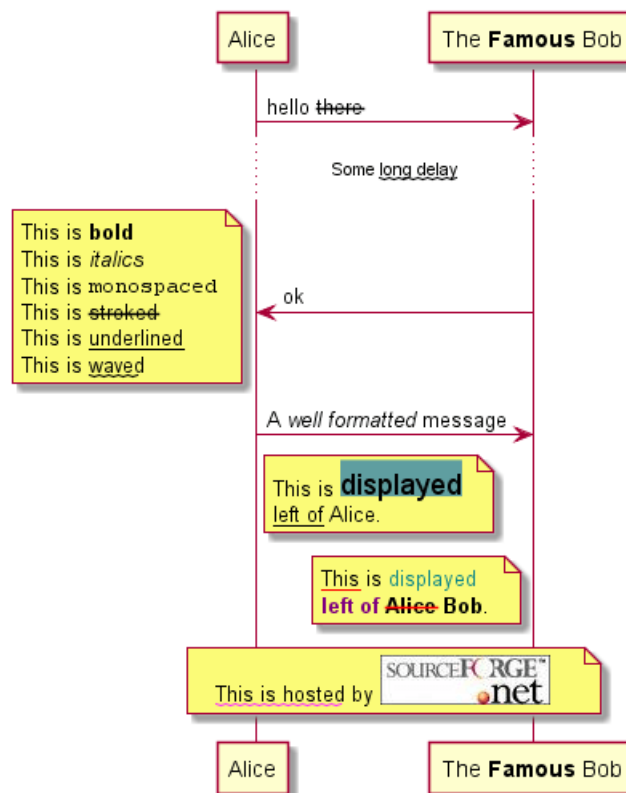 Alice
The Famous Bob
hello there
Some long delay
This is bold
This is italics
This is monospaced
This is stroked
This is underlined
This is waved
ok
A well formatted message
This is displayed
left of Alice.
This is displayed
left of Alice Bob.
This is hosted by SOURCEFORGE™
.net
Alice
The Famous Bob